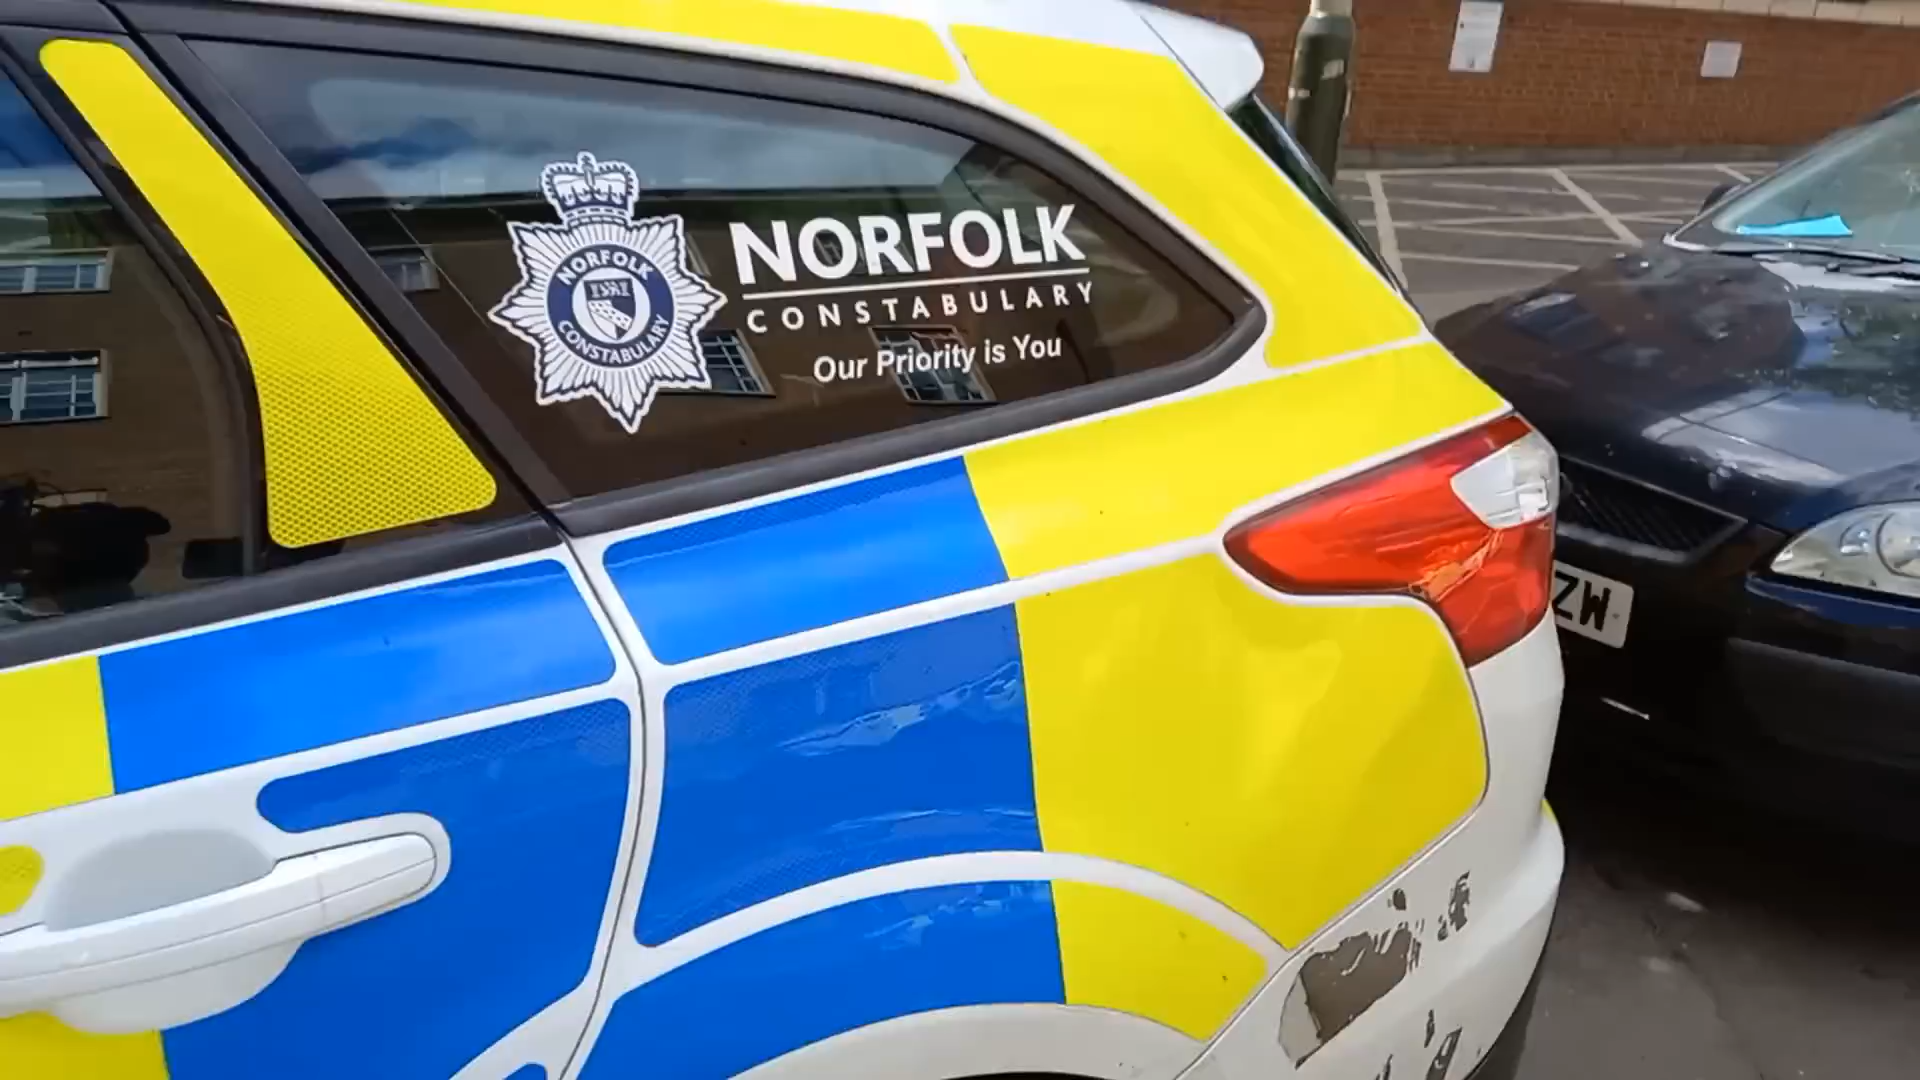 NORFOLK
CONSTABULARY
NORFOLK
CONSTABULARY
Our Priority is You
ZW